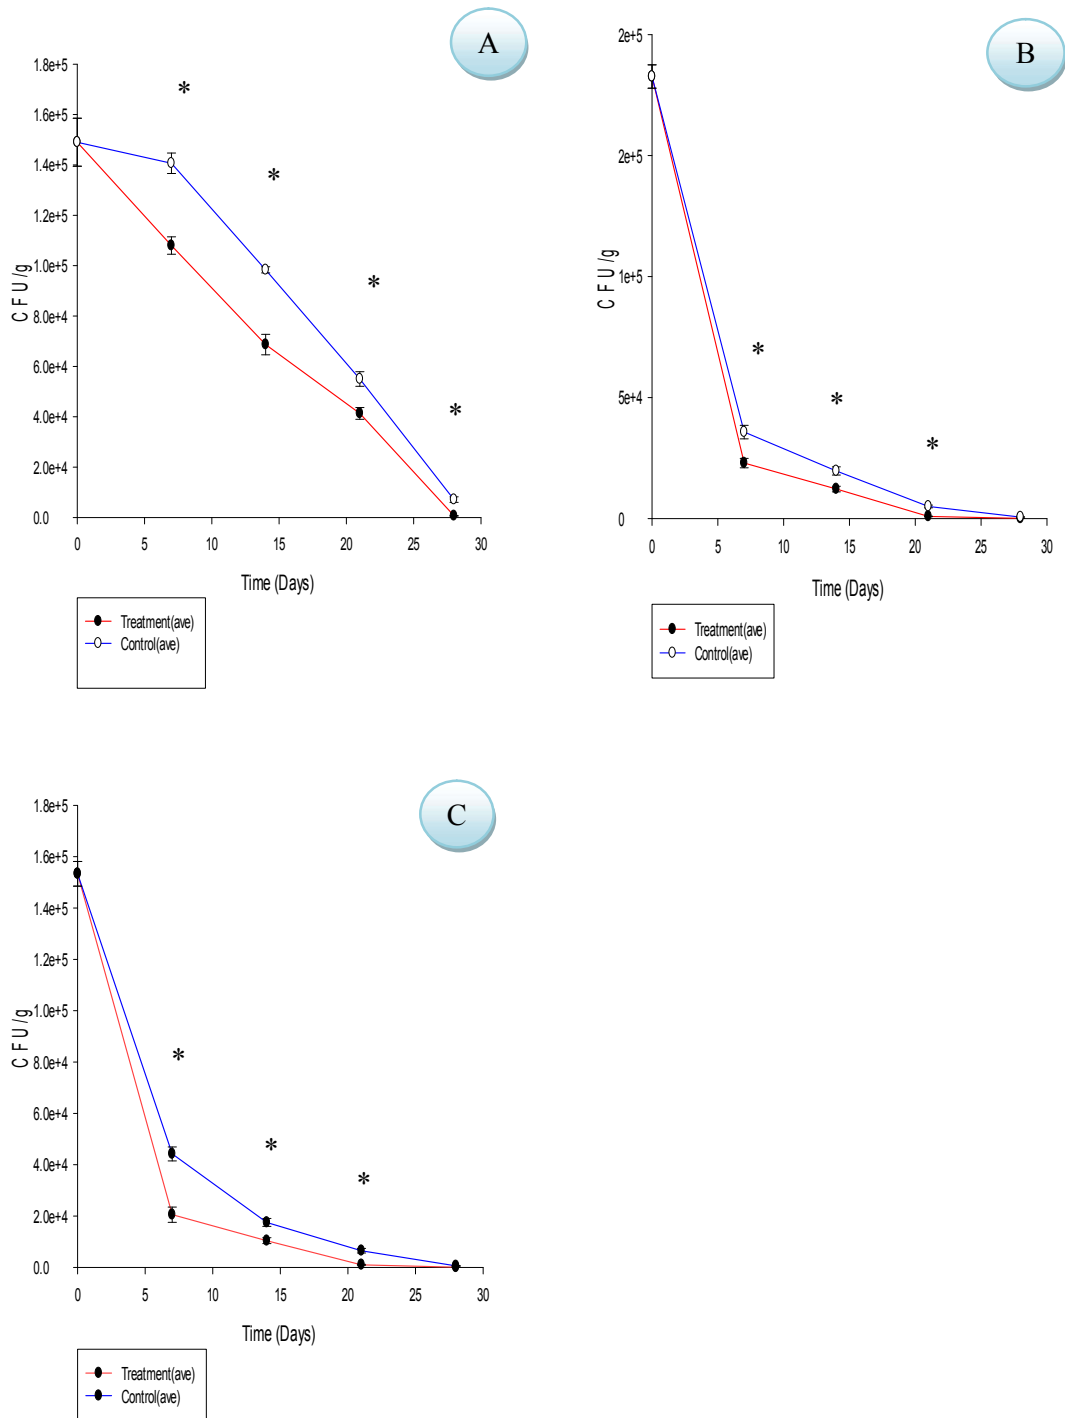 A
*
*
*
*
1.8e+5
1.6e+5
1.4e+5
1.2e+5
1.0e+5
8.0e+4
6.0e+4
4.0e+4
2.0e+4
0.0
C F U /g
0 5 10 15 20 25 30
Time (Days)
Treatment(ave)
Control(ave)
B
*
*
*
2e+5
2e+5
1e+5
5e+4
0
C F U /g
0 5 10 15 20 25 30
Time (Days)
Treatment(ave)
Control(ave)
C
*
*
*
1.8e+5
1.6e+5
1.4e+5
1.2e+5
1.0e+5
8.0e+4
6.0e+4
4.0e+4
2.0e+4
0.0
C F U /g
0 5 10 15 20 25 30
Time (Days)
Treatment(ave)
Control(ave)